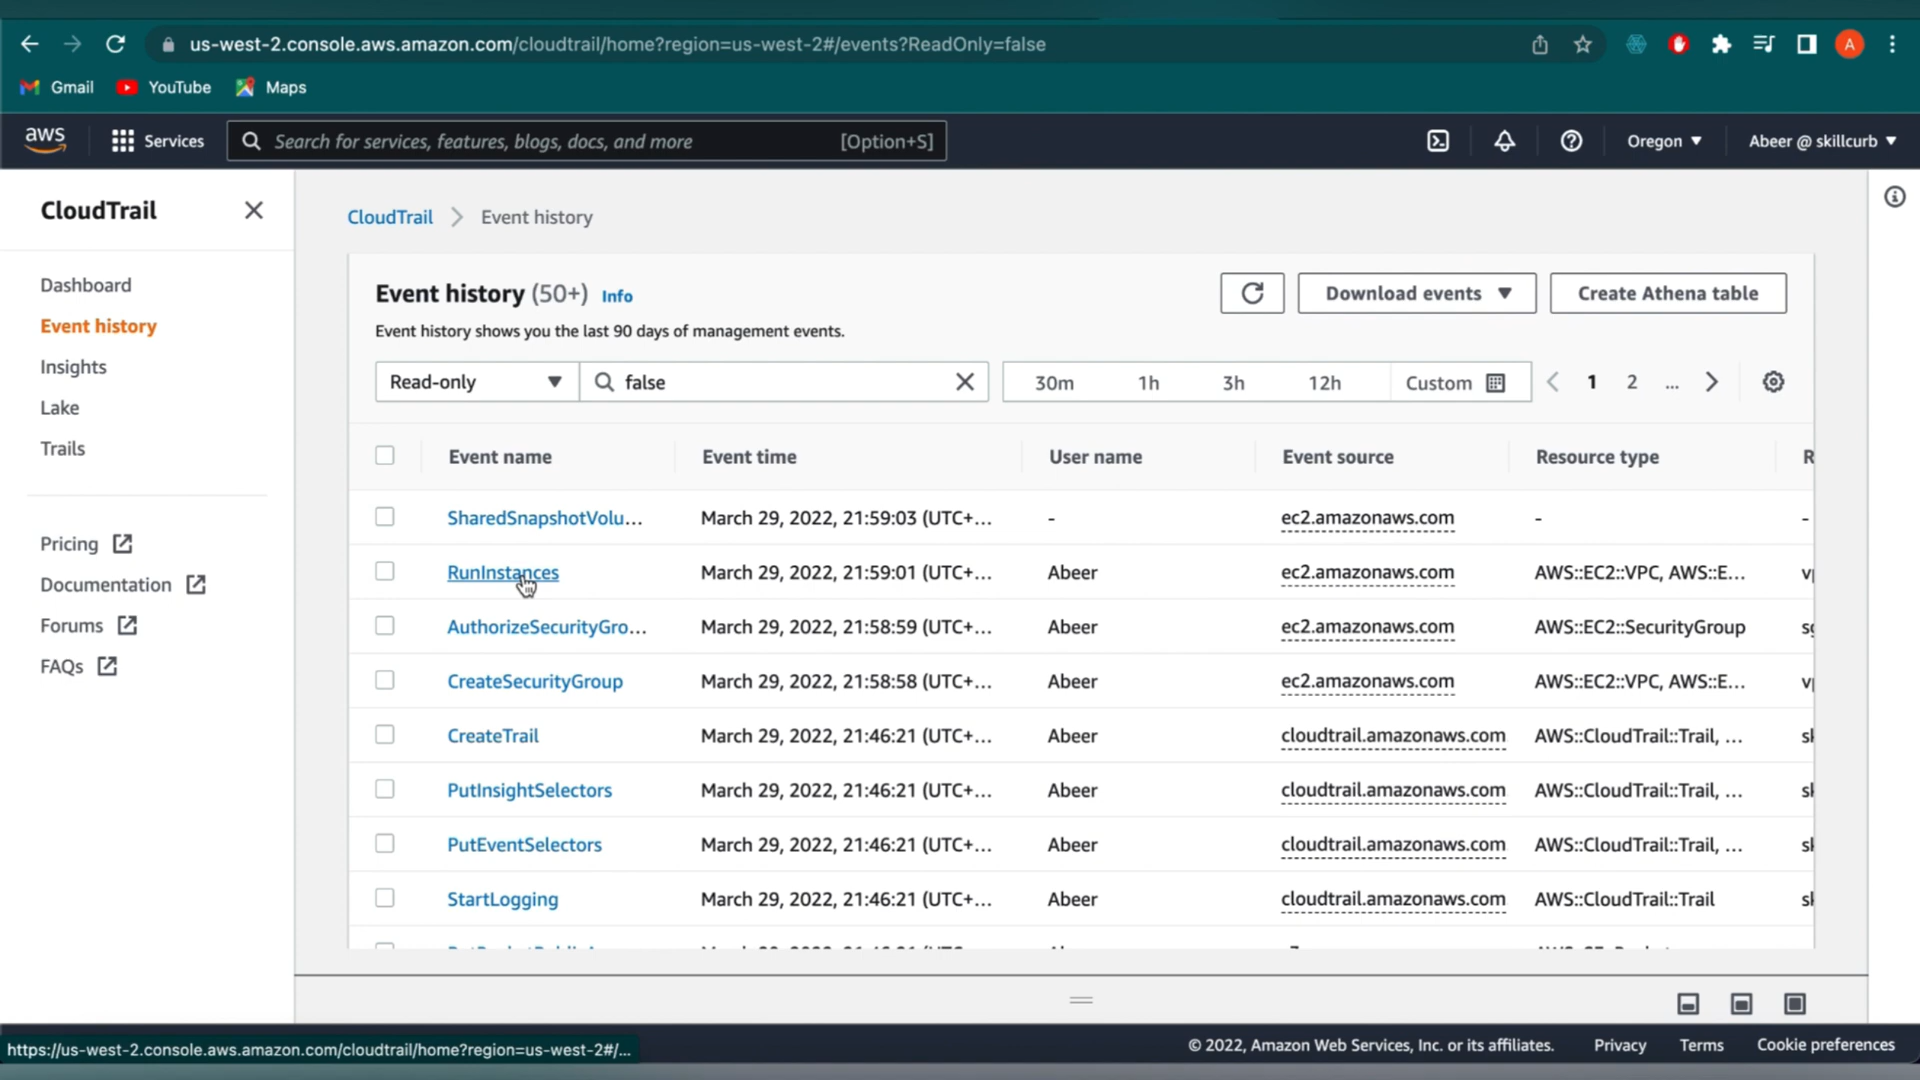 us-west-2.console.aws.amazon.com/cloudtrail/home?region=us-west-2#/events?ReadOnly=false
A
Gmail YouTube Maps
aws Services Search for services, features, blogs, docs, and more [Option+S] Oregon Abeer @ skillcurb
CloudTrail
Dashboard
Event history
Insights
Lake
Trails
Pricing
Documentation
Forums
FAQs
CloudTrail Event history
Event history (50+) Info
Download events
Create Athena table
Event history shows you the last 90 days of management events.
Read-only false 30m 1h 3h 12h Custom 1 2 ...
Event name Event time User name Event source Resource type R
SharedSnapshotVolu... March 29, 2022, 21:59:03 (UTC+... - ec2.amazonaws.com - -
RunInstances March 29, 2022, 21:59:01 (UTC+... Abeer ec2.amazonaws.com AWS::EC2::VPC, AWS::E...
AuthorizeSecurityGro... March 29, 2022, 21:58:59 (UTC+... Abeer ec2.amazonaws.com AWS::EC2::SecurityGroup
CreateSecurityGroup March 29, 2022, 21:58:58 (UTC+... Abeer ec2.amazonaws.com AWS::EC2::VPC, AWS::E...
CreateTrail March 29, 2022, 21:46:21 (UTC+... Abeer cloudtrail.amazonaws.com AWS::CloudTrail::Trail, ...
PutInsightSelectors March 29, 2022, 21:46:21 (UTC+... Abeer cloudtrail.amazonaws.com AWS::CloudTrail::Trail, ...
PutEventSelectors March 29, 2022, 21:46:21 (UTC+... Abeer cloudtrail.amazonaws.com AWS::CloudTrail::Trail, ...
StartLogging March 29, 2022, 21:46:21 (UTC+... Abeer cloudtrail.amazonaws.com AWS::CloudTrail::Trail
https://us-west-2.console.aws.amazon.com/cloudtrail/home?region=us-west-2#/...
© 2022, Amazon Web Services, Inc. or its affiliates. Privacy Terms Cookie preferences